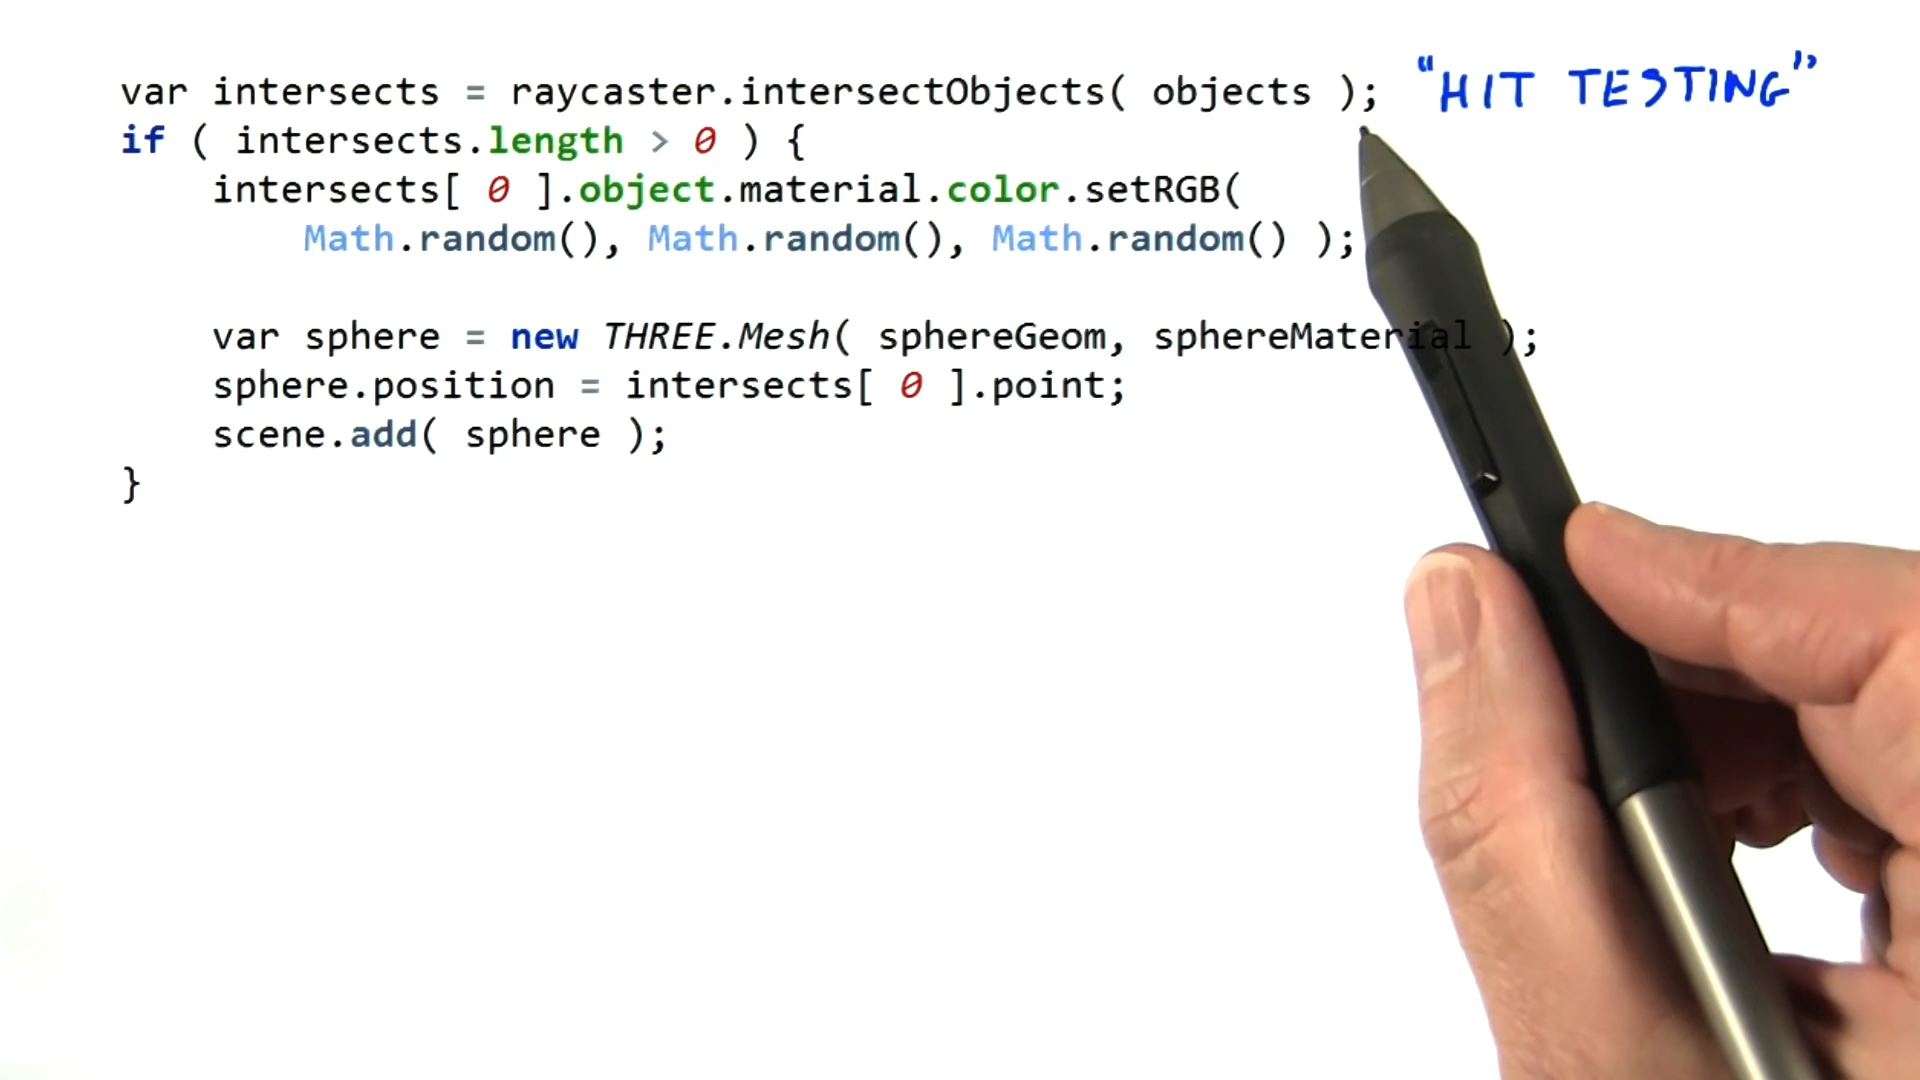 var intersects = raycaster.intersectObjects( objects ); "HIT TESTING"
if ( intersects.length > 0 ) {
intersects[ 0 ].object.material.color.setRGB(
Math.random(), Math.random(), Math.random() );
var sphere = new THREE.Mesh( sphereGeom, sphereMaterial );
sphere.position = intersects[ 0 ].point;
scene.add( sphere );
}